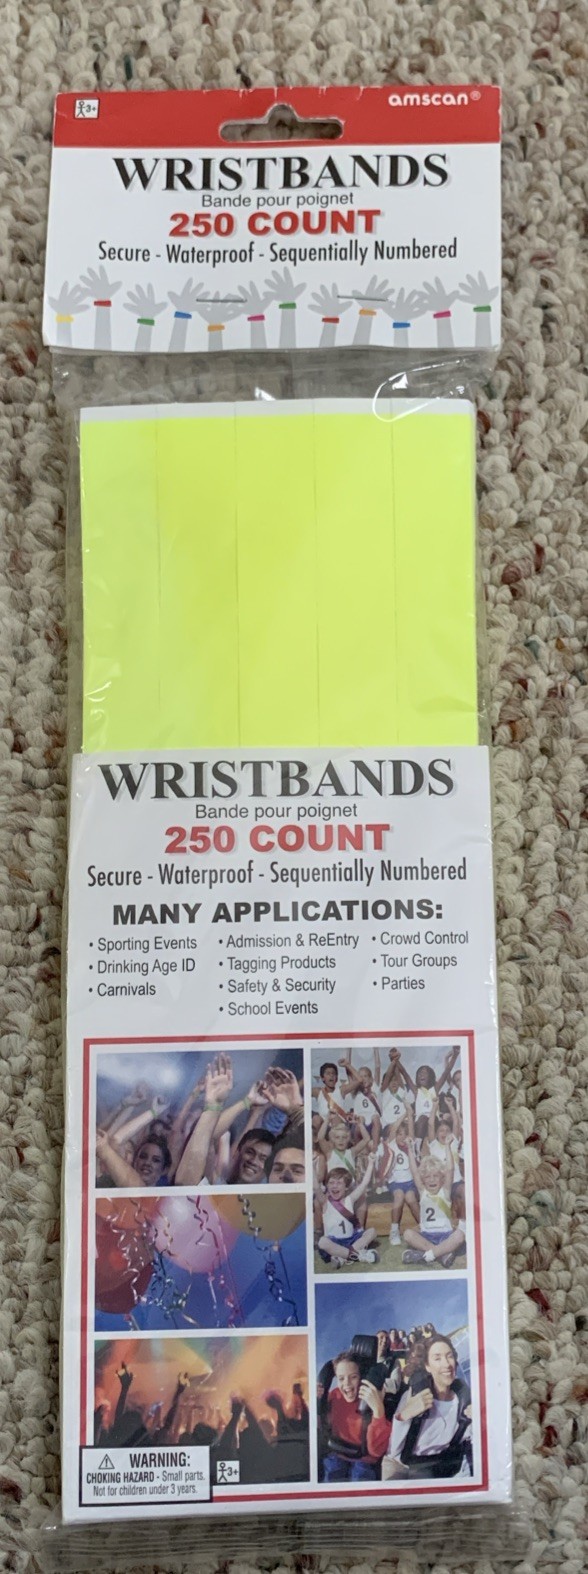 3+
amscan®
WRISTBANDS
Bande pour poignet
250 COUNT
Secure - Waterproof - Sequentially Numbered
WRISTBANDS
Bande pour poignet
250 COUNT
Secure - Waterproof - Sequentially Numbered
MANY APPLICATIONS:
• Sporting Events
• Drinking Age ID
• Carnivals
• Admission & ReEntry
• Tagging Products
• Safety & Security
• School Events
• Crowd Control
• Tour Groups
• Parties
6 2 4
6
1 2
WARNING:
CHOKING HAZARD - Small parts.
Not for children under 3 years.
3+